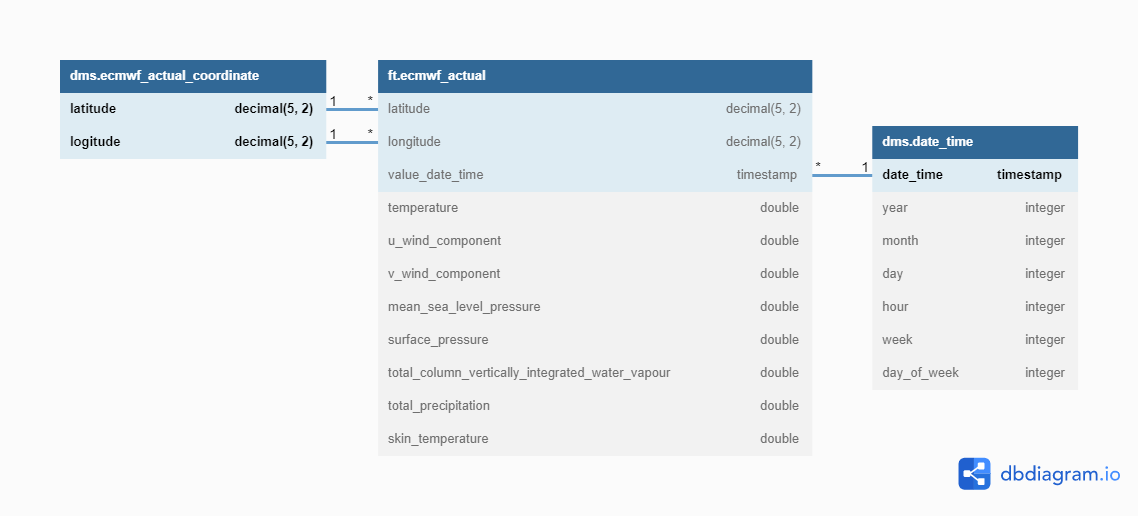 dms.ecmwf_actual_coordinate
latitude decimal(5, 2)
logitude decimal(5, 2)
1 *
1 *
ft.ecmwf_actual
latitude decimal(5, 2)
longitude decimal(5, 2)
value_date_time timestamp
temperature double
u_wind_component double
v_wind_component double
mean_sea_level_pressure double
surface_pressure double
total_column_vertically_integrated_water_vapour double
total_precipitation double
skin_temperature double
* 1
dms.date_time
date_time timestamp
year integer
month integer
day integer
hour integer
week integer
day_of_week integer
dbdiagram.io